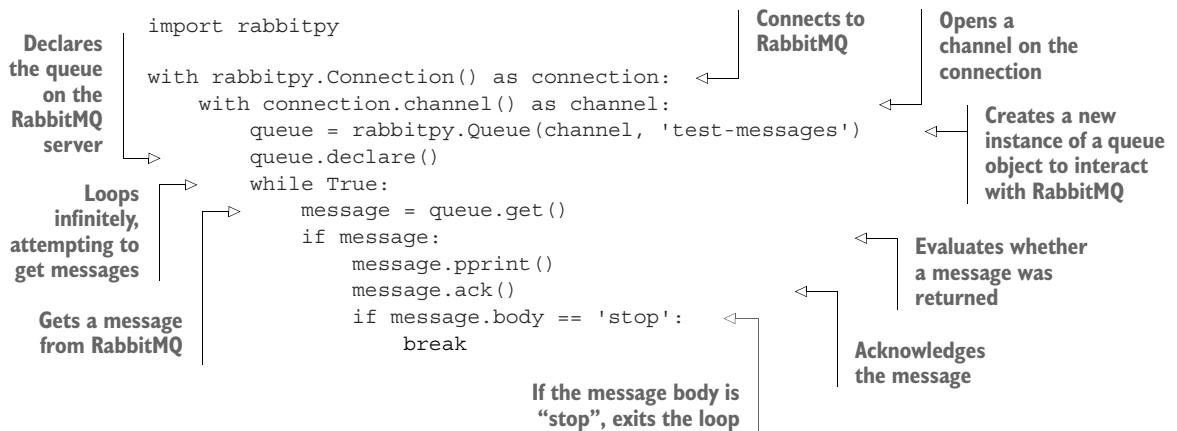 import rabbitpy
with rabbitpy.Connection() as connection:
with connection.channel() as channel:
queue = rabbitpy.Queue(channel, 'test-messages')
queue.declare()
while True:
message = queue.get()
if message:
message.pprint()
message.ack()
if message.body == 'stop':
break
Declares
the queue
on the
RabbitMQ
server
Loops
infinitely,
attempting to
get messages
Gets a message
from RabbitMQ
Connects to
RabbitMQ
Opens a
channel on the
connection
Creates a new
instance of a queue
object to interact
with RabbitMQ
Evaluates whether
a message was
returned
Acknowledges
the message
If the message body is
“stop”, exits the loop